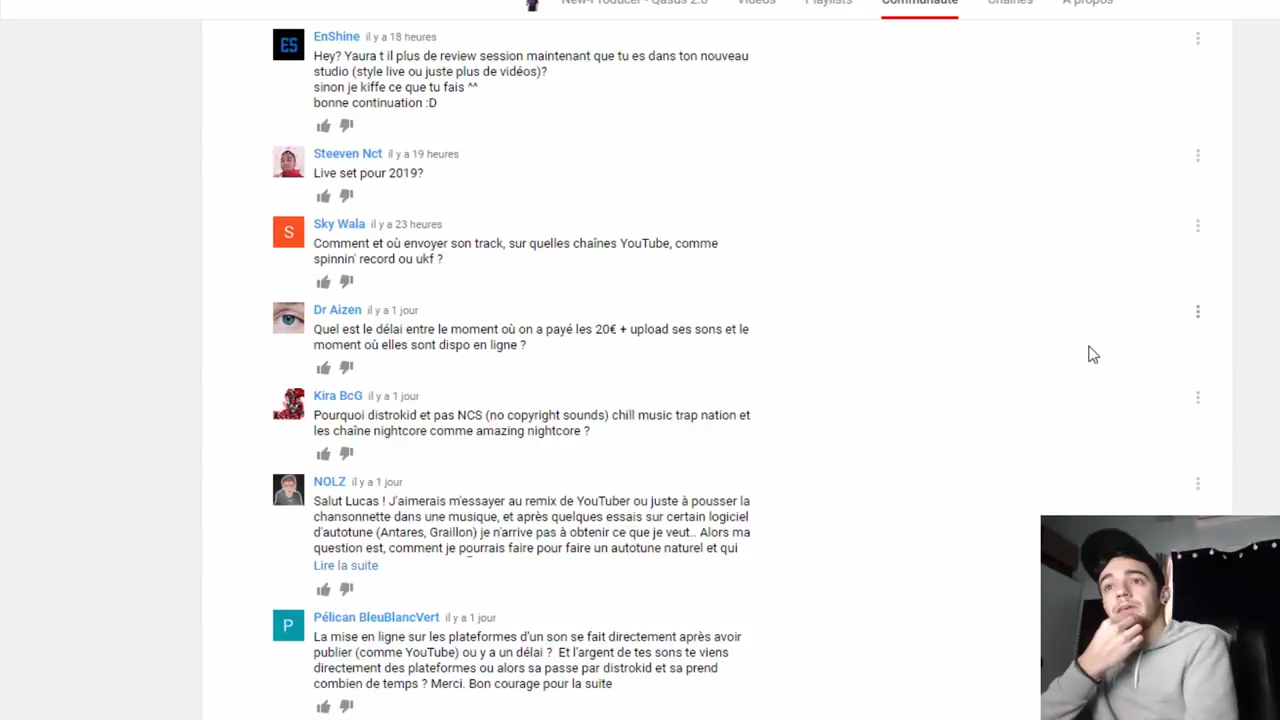 New-Producer - Qasus 2.0 Vidéos Playlists Communauté Chaînes À propos
ES
EnShine il y a 18 heures
Hey? Yaura t il plus de review session maintenant que tu es dans ton nouveau
studio (style live ou juste plus de vidéos)?
sinon je kiffe ce que tu fais ^^
bonne continuation :D
Steeven Nct il y a 19 heures
Live set pour 2019?
S
Sky Wala il y a 23 heures
Comment et où envoyer son track, sur quelles chaînes YouTube, comme
spinnin' record ou ukf ?
Dr Aizen il y a 1 jour
Quel est le délai entre le moment où on a payé les 20€ + upload ses sons et le
moment où elles sont dispo en ligne ?
Kira BcG il y a 1 jour
Pourquoi distrokid et pas NCS (no copyright sounds) chill music trap nation et
les chaîne nightcore comme amazing nightcore ?
NOLZ il y a 1 jour
Salut Lucas ! J'aimerais m'essayer au remix de YouTuber ou juste à pousser la
chansonnette dans une musique, et après quelques essais sur certain logiciel
d'autotune (Antares, Graillon) je n'arrive pas à obtenir ce que je veut.. Alors ma
question est, comment je pourrais faire pour faire un autotune naturel et qui
Lire la suite
P
Pélican BleuBlancVert il y a 1 jour
La mise en ligne sur les plateformes d'un son se fait directement après avoir
publier (comme YouTube) ou y a un délai ? Et l'argent de tes sons te viens
directement des plateformes ou alors sa passe par distrokid et sa prend
combien de temps ? Merci. Bon courage pour la suite